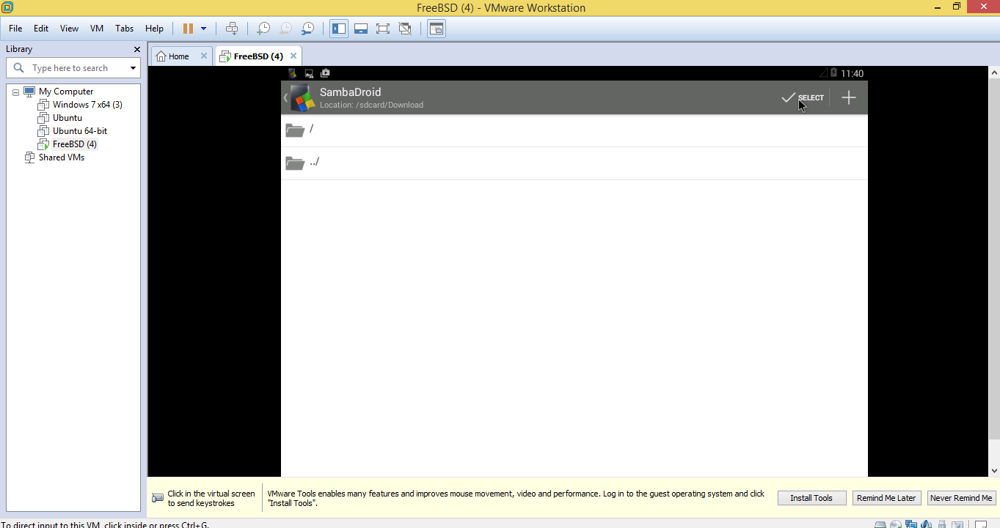 FreeBSD (4) - VMware Workstation
File Edit View VM Tabs Help
Library
Type here to search
My Computer
Windows 7 x64 (3)
Ubuntu
Ubuntu 64-bit
FreeBSD (4)
Shared VMs
Home
FreeBSD (4)
11:40
SambaDroid
Location: /sdcard/Download
SELECT
/
../
Click in the virtual screen
to send keystrokes
VMware Tools enables many features and improves mouse movement, video and performance. Log in to the guest operating system and click
"Install Tools".
Install Tools
Remind Me Later
Never Remind Me
To direct input to this VM, click inside or press Ctrl+G.